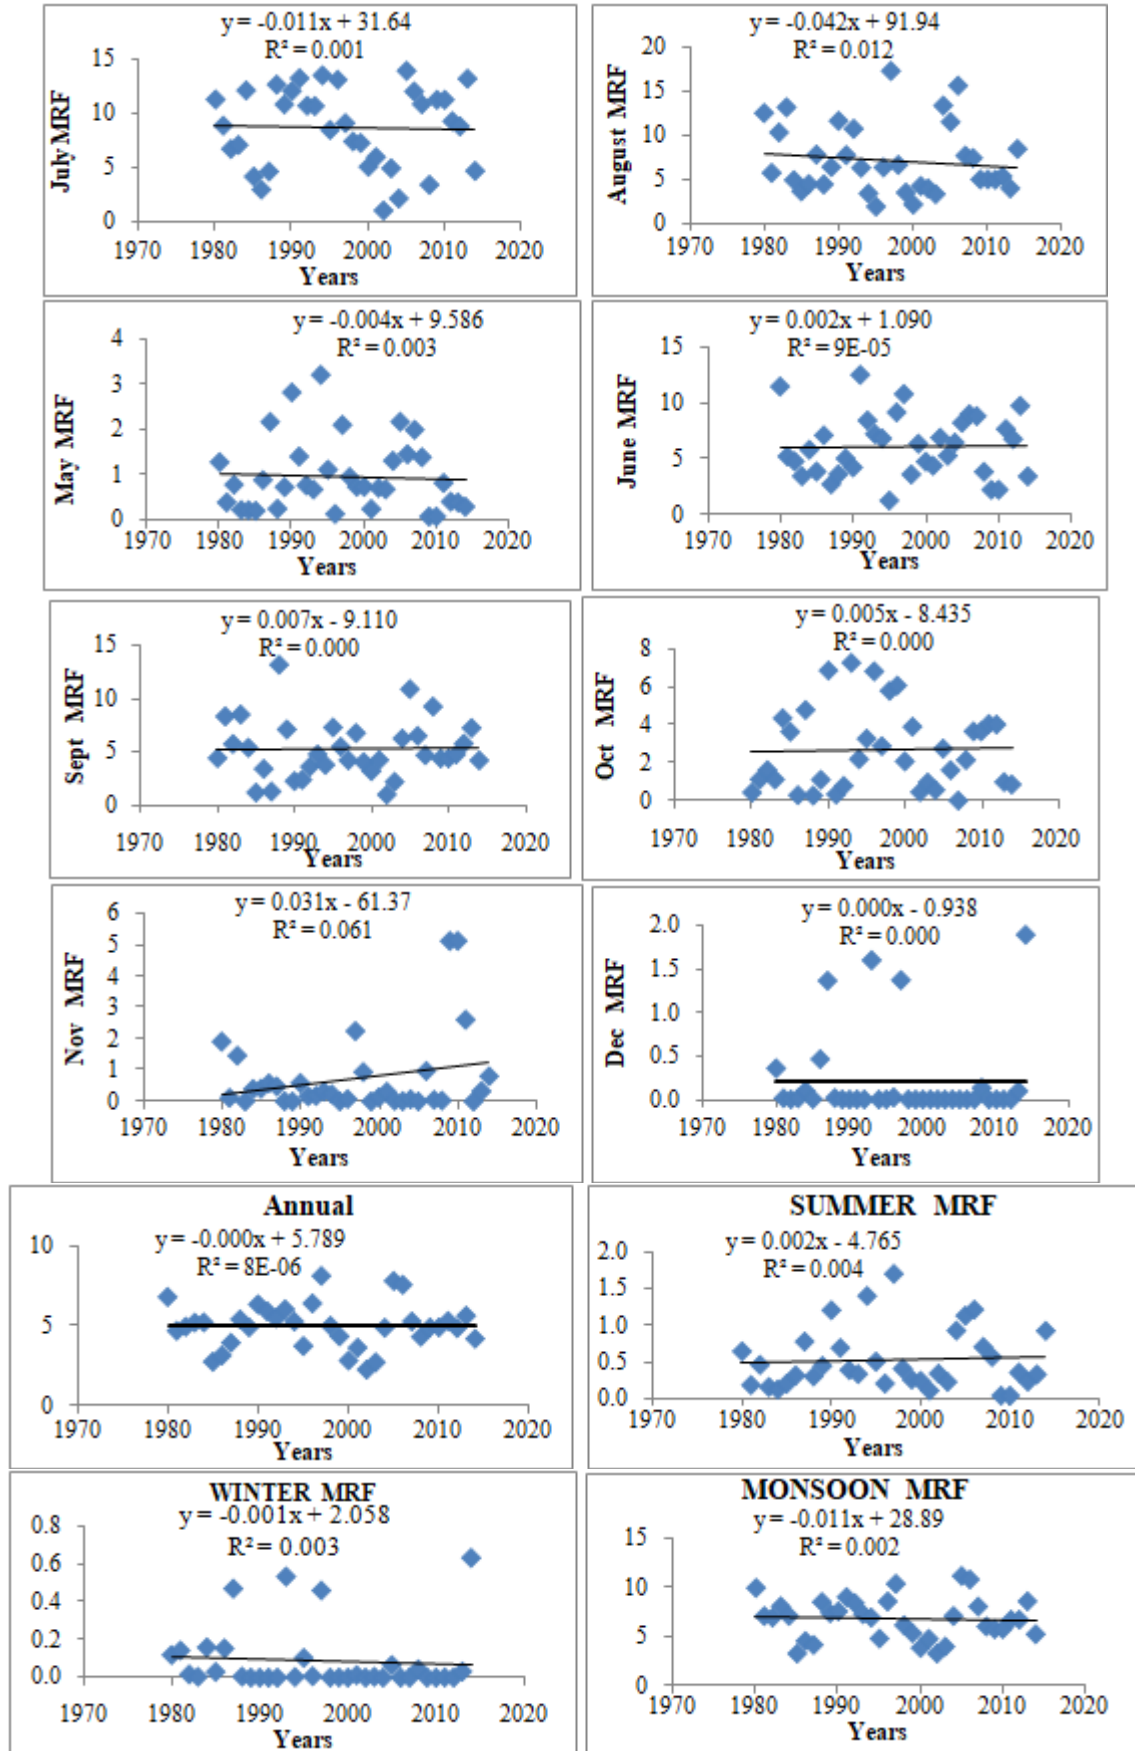 y = -0.011x + 31.64
R² = 0.001
15
10
5
0
1970 1980 1990 2000 2010 2020
Years
July MRF
y = -0.042x + 91.94
R² = 0.012
20
15
10
5
0
1970 1980 1990 2000 2010 2020
Years
August MRF
y = -0.004x + 9.586
R² = 0.003
4
3
2
1
0
1970 1980 1990 2000 2010 2020
Years
May MRF
y = 0.002x + 1.090
R² = 9E-05
15
10
5
0
1970 1980 1990 2000 2010 2020
Years
June MRF
y = 0.007x - 9.110
R² = 0.000
15
10
5
0
1970 1980 1990 2000 2010 2020
Years
Sept MRF
y = 0.005x - 8.435
R² = 0.000
8
6
4
2
0
1970 1980 1990 2000 2010 2020
Years
Oct MRF
y = 0.031x - 61.37
R² = 0.061
6
5
4
3
2
1
0
1970 1980 1990 2000 2010 2020
Years
Nov MRF
y = 0.000x - 0.938
R² = 0.000
2.0
1.5
1.0
0.5
0.0
1970 1980 1990 2000 2010 2020
Years
Dec MRF
Annual
y = -0.000x + 5.789
R² = 8E-06
10
5
0
1970 1980 1990 2000 2010 2020
Years
SUMMER MRF
y = 0.002x - 4.765
R² = 0.004
2.0
1.5
1.0
0.5
0.0
1970 1980 1990 2000 2010 2020
Years
WINTER MRF
y = -0.001x + 2.058
R² = 0.003
0.8
0.6
0.4
0.2
0.0
1970 1980 1990 2000 2010 2020
Years
MONSOON MRF
y = -0.011x + 28.89
R² = 0.002
15
10
5
0
1970 1980 1990 2000 2010 2020
Years